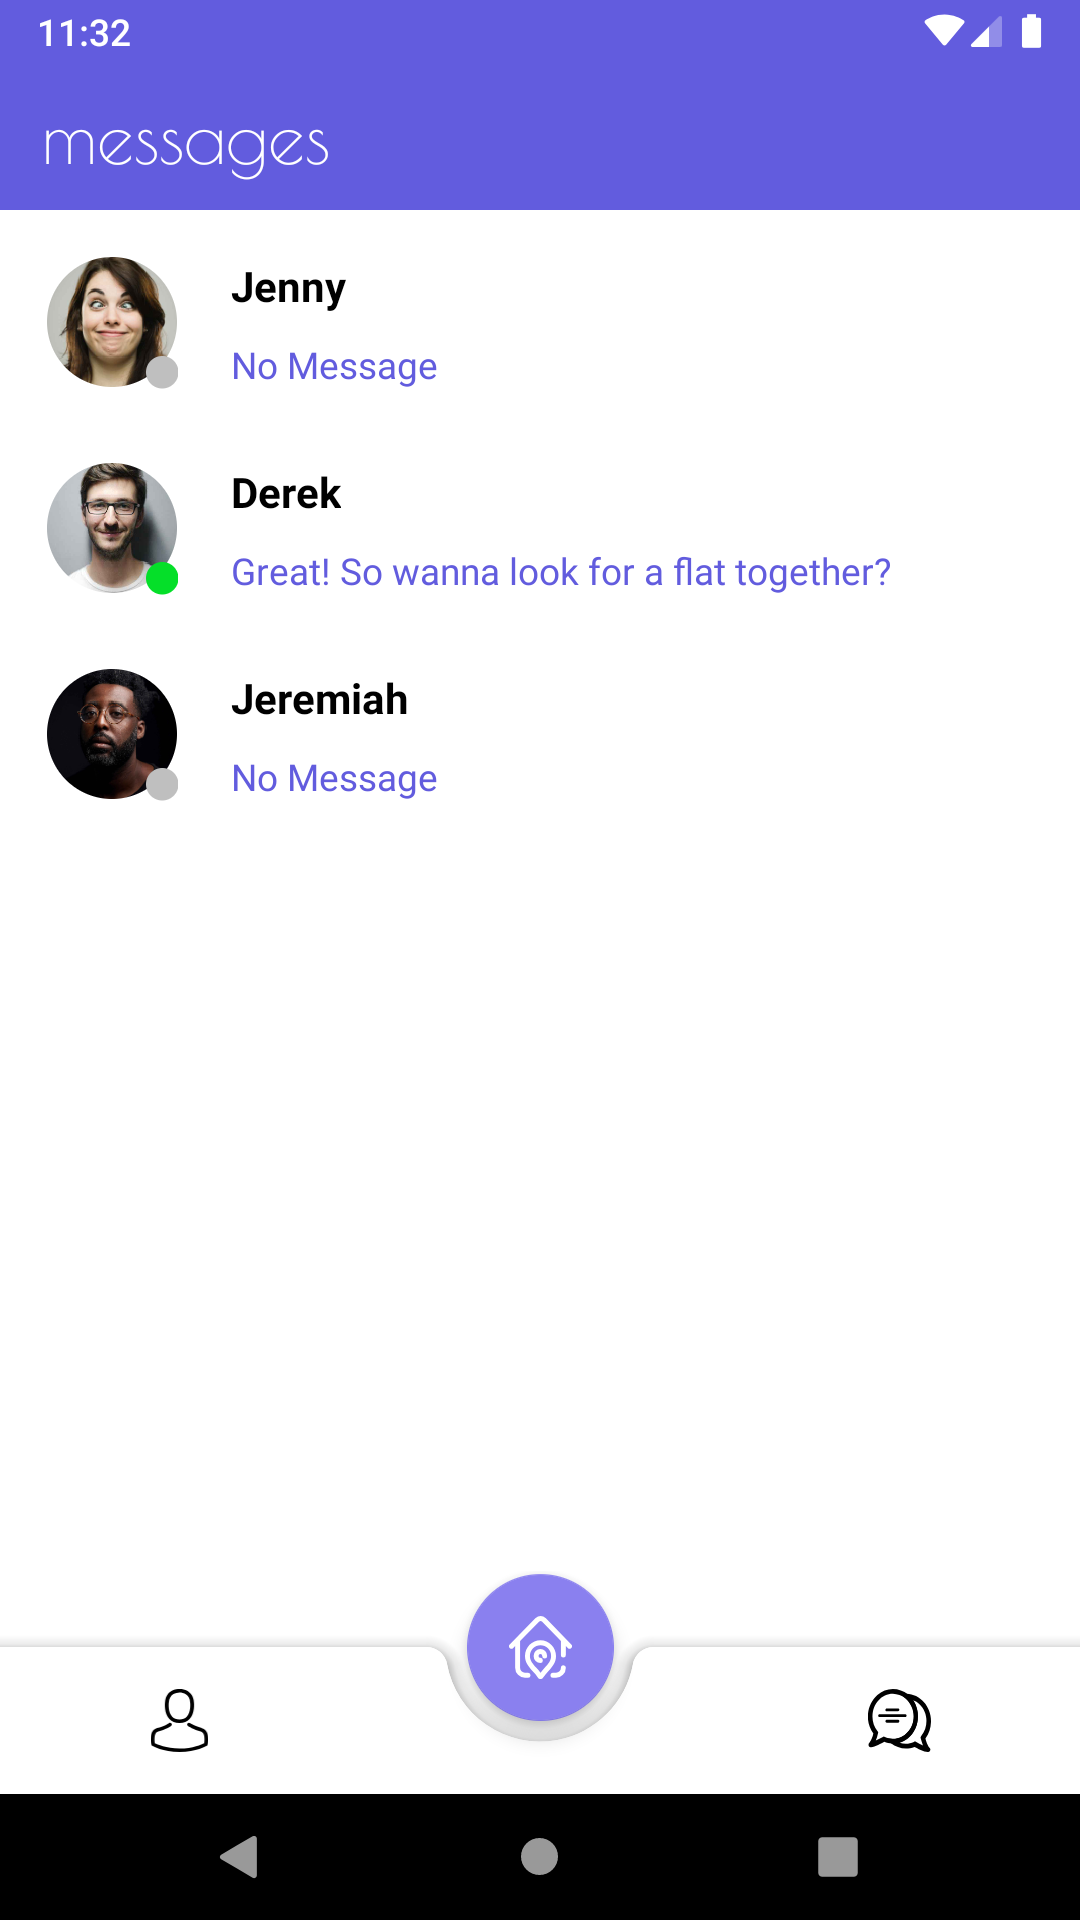 11:32
messages
Jenny
No Message
Derek
Great! So wanna look for a flat together?
Jeremiah
No Message